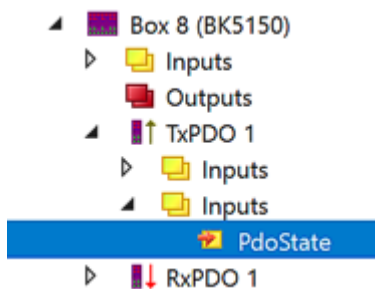 Box 8 (BK5150)
Inputs
Outputs
TxPDO 1
Inputs
Inputs
PdoState
RxPDO 1